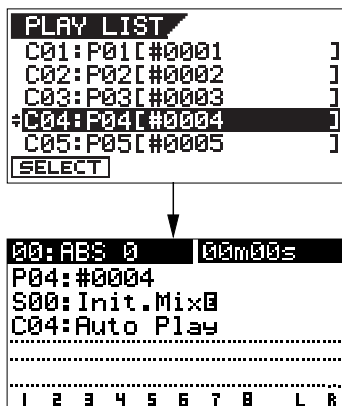 PLAY LIST
C01:P01[#0001 ]
C02:P02[#0002 ]
C03:P03[#0003 ]
C04:P04[#0004 ]
C05:P05[#0005 ]
SELECT
00:ABS 0 00m00s
P04:#0004
S00:Init.MixE
C04:Auto Play
1 2 3 4 5 6 7 8 L R